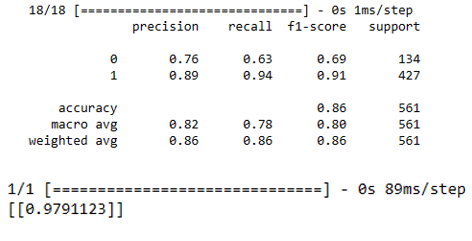 18/18 [==============================] - 0s 1ms/step
precision recall f1-score support
0 0.76 0.63 0.69 134
1 0.89 0.94 0.91 427
accuracy 0.86 561
macro avg 0.82 0.78 0.80 561
weighted avg 0.86 0.86 0.86 561
1/1 [==============================] - 0s 89ms/step
[[0.9791123]]